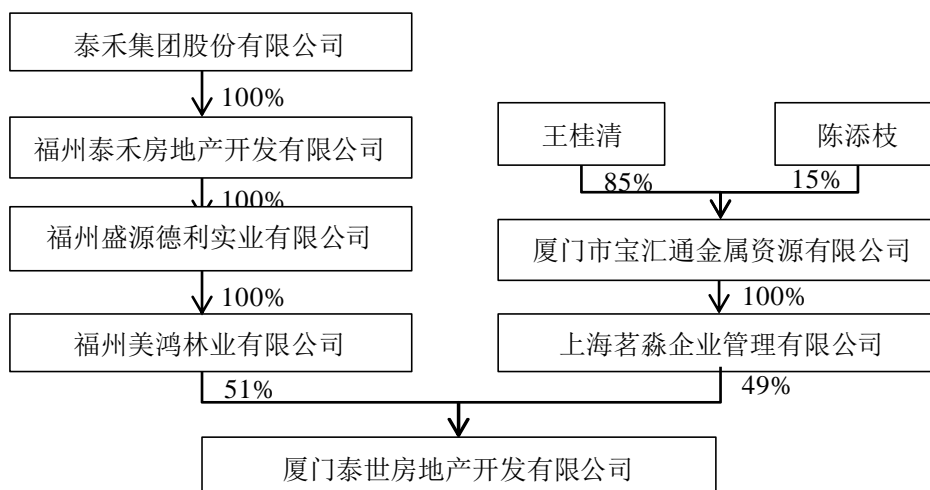 泰禾集团股份有限公司
100%
福州泰禾房地产开发有限公司
100%
福州盛源德利实业有限公司
100%
福州美鸿林业有限公司
51%
王桂清
陈添枝
85%
15%
厦门市宝汇通金属资源有限公司
100%
上海茗淼企业管理有限公司
49%
厦门泰世房地产开发有限公司